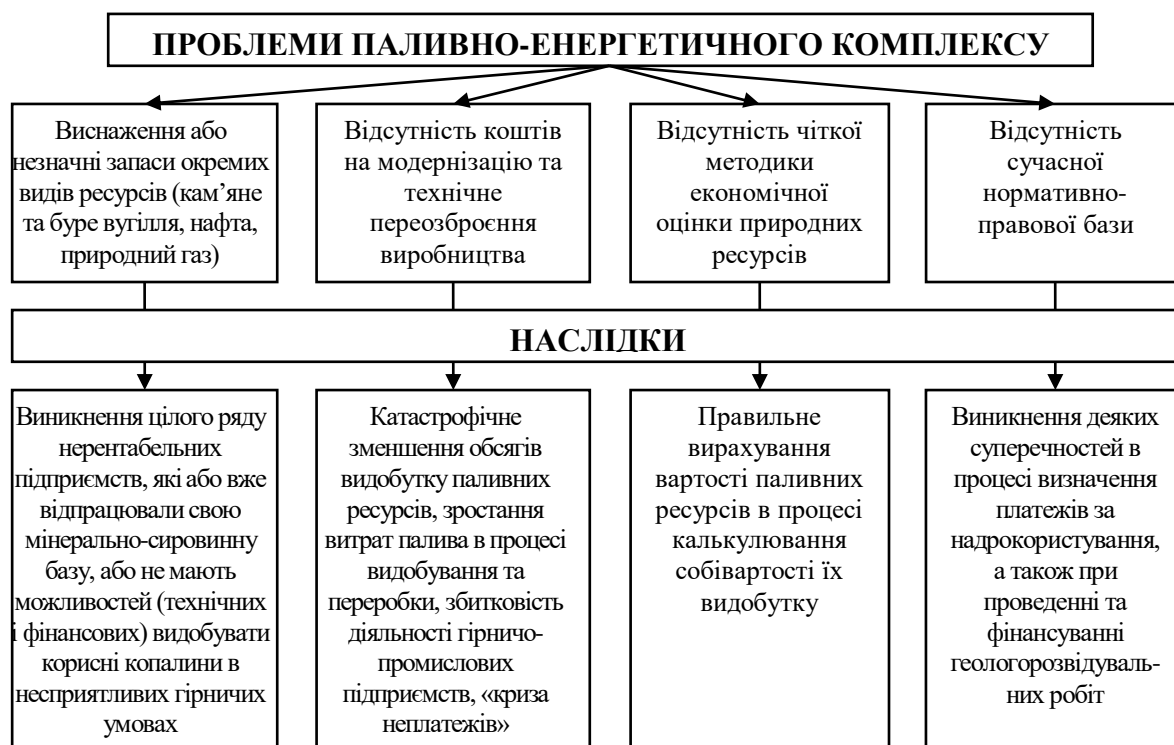 ПРОБЛЕМИ ПАЛИВНО-ЕНЕРГЕТИЧНОГО КОМПЛЕКСУ
Виснаження або
незначні запаси окремих
видів ресурсів (кам’яне
та буре вугілля, нафта,
природний газ)
Відсутність коштів
на модернізацію та
технічне
переозброєння
виробництва
Відсутність чіткої
методики
економічної
оцінки природних
ресурсів
Відсутність
сучасної
нормативно-
правової бази
НАСЛІДКИ
Виникнення цілого ряду
нерентабельних
підприємств, які або вже
відпрацювали свою
мінерально-сировинну
базу, або не мають
можливостей (технічних
і фінансових) видобувати
корисні копалини в
несприятливих гірничих
умовах
Катастрофічне
зменшення обсягів
видобутку паливних
ресурсів, зростання
витрат палива в процесі
видобування та
переробки, збитковість
діяльності гірничо-
промислових
підприємств, «криза
неплатежів»
Правильне
вирахування
вартості паливних
ресурсів в процесі
калькулювання
собівартості їх
видобутку
Виникнення деяких
суперечностей в
процесі визначення
платежів за
надрокористування,
а також при
проведенні та
фінансуванні
геологорозвідуваль-
них робіт